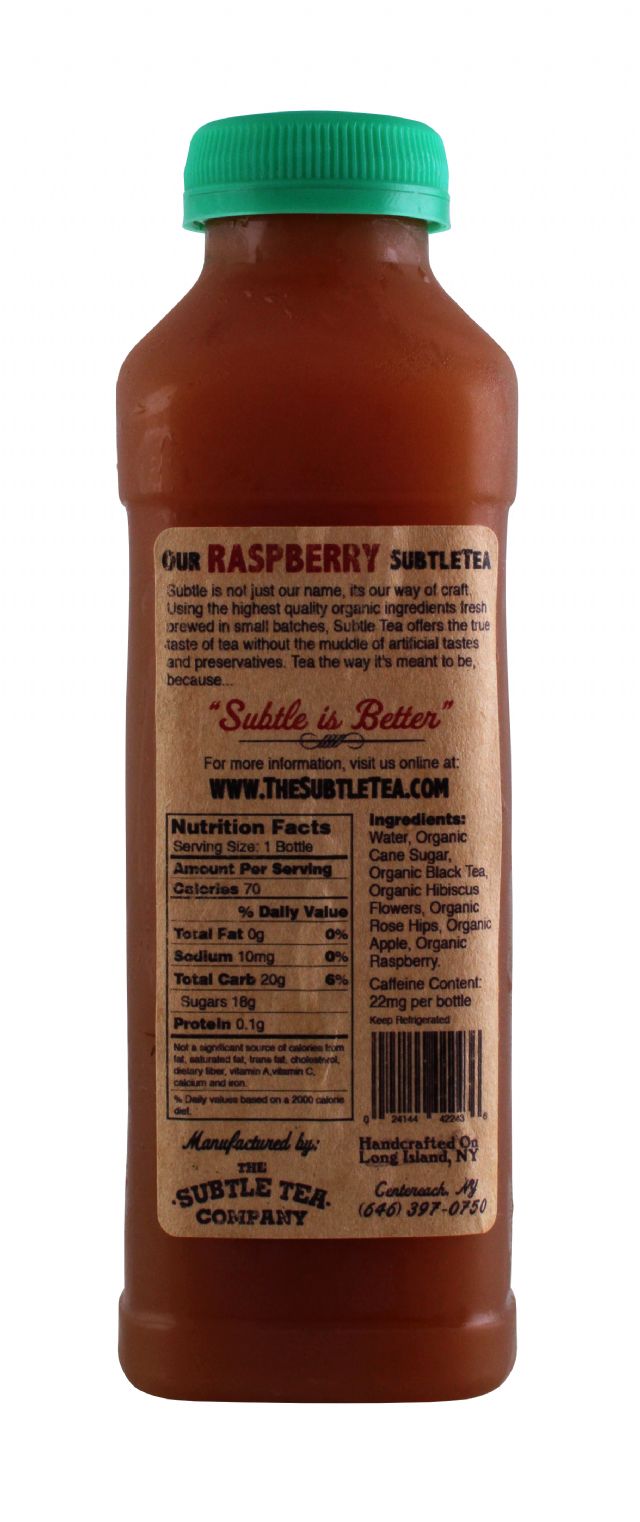 Our RASPBERRY SUBTLETEA
Subtle is not just our name, it's our way of craft.
Using the highest quality organic ingredients fresh
brewed in small batches, Subtle Tea offers the true
taste of tea without the muddle of artificial tastes
and preservatives. Tea the way it's meant to be,
because...
"Subtle is Better"
For more information, visit us online at:
WWW.THESUBTLETEA.COM
Nutrition Facts
Serving Size: 1 Bottle
Amount Per Serving
Calories 70
% Daily Value
Total Fat 0g 0%
Sodium 10mg 0%
Total Carb 20g 6%
Sugars 18g
Protein 0.1g
Not a significant source of calories from
fat, saturated fat, trans fat, cholesterol,
dietary fiber, vitamin A, vitamin C,
calcium and iron.
% Daily values based on a 2000 calorie
diet.
Ingredients:
Water, Organic
Cane Sugar,
Organic Black Tea,
Organic Hibiscus
Flowers, Organic
Rose Hips, Organic
Apple, Organic
Raspberry.
Caffeine Content:
22mg per bottle
Keep Refrigerated
0 24144 42243 6
Manufactured by:
THE
SUBTLE TEA
COMPANY
Handcrafted On
Long Island, NY
Centereach, NY
(646) 397-0750